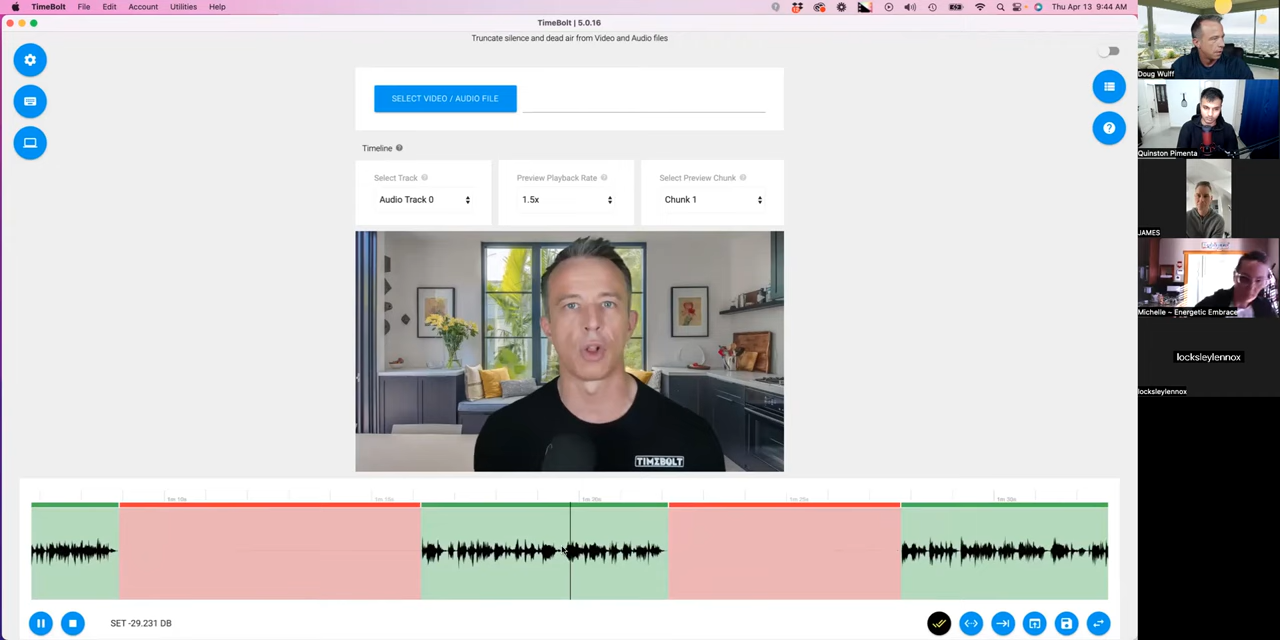 TimeBolt File Edit Account Utilities Help
Thu Apr 13 9:44 AM
TimeBolt | 5.0.16
Truncate silence and dead air from Video and Audio files
SELECT VIDEO / AUDIO FILE
Timeline
Select Track
Preview Playback Rate
Select Preview Chunk
Audio Track 0
1.5x
Chunk 1
TIMEBOLT
SET -29.231 DB
Doug Wulff
Quinston Pimenta
JAMES
Michelle ~ Energetic Embrace
locksleylennox
locksleylennox